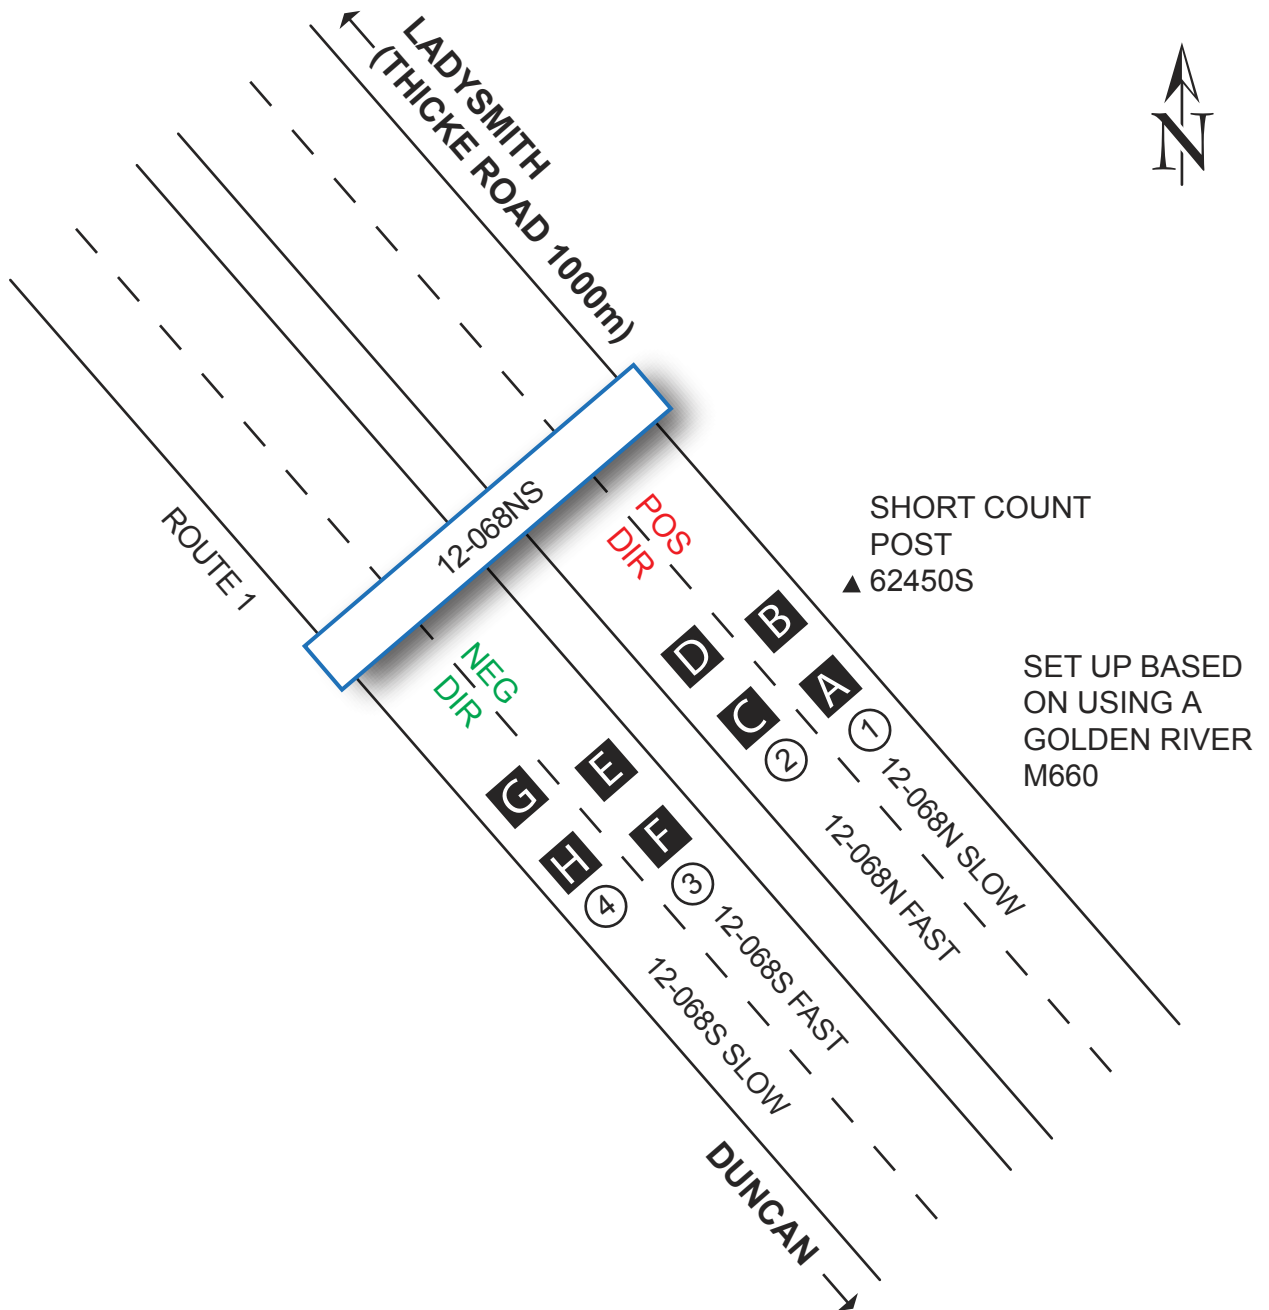 LADYSMITH
(THICKE ROAD 1000m)
N
ROUTE 1
12-068NS
POS
DIR
NEG
DIR
SHORT COUNT
POST
▲ 62450S
SET UP BASED
ON USING A
GOLDEN RIVER
M660
B
A
D
C
1
2
12-068N SLOW
12-068N FAST
E
F
G
H
3
4
12-068S FAST
12-068S SLOW
DUNCAN